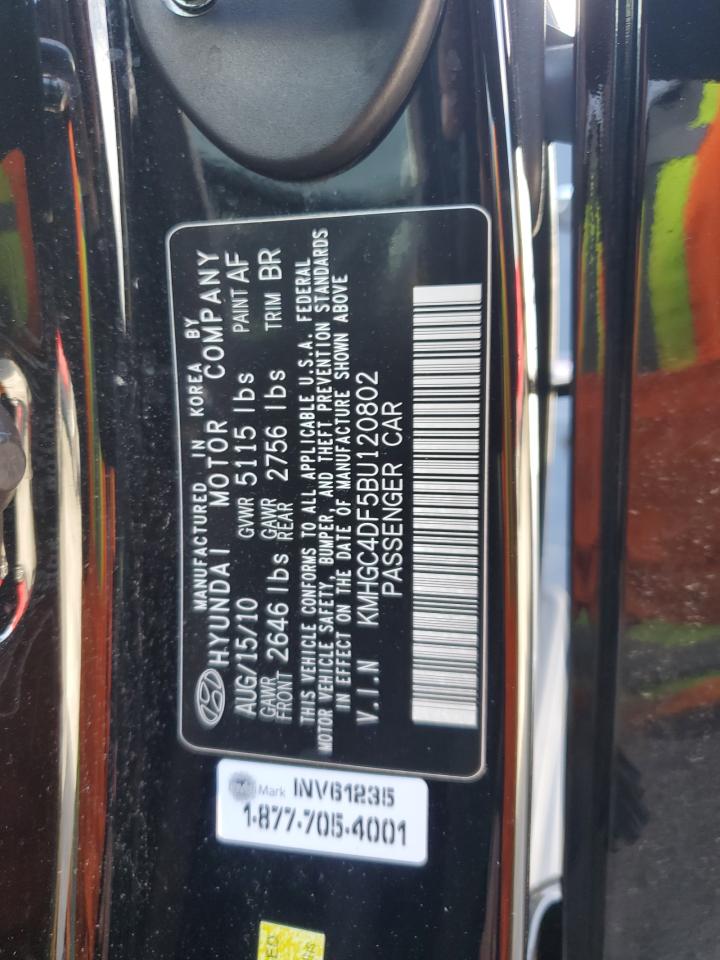 MANUFACTURED IN KOREA BY
HYUNDAI MOTOR COMPANY
AUG/15/10 GVWR 5115 lbs PAINT AF
GAWR FRONT 2646 lbs GAWR REAR 2756 lbs TRIM BR
THIS VEHICLE CONFORMS TO ALL APPLICABLE U.S.A. FEDERAL
MOTOR VEHICLE SAFETY, BUMPER, AND THEFT PREVENTION STANDARDS
IN EFFECT ON THE DATE OF MANUFACTURE SHOWN ABOVE
V.I.N KMHGC4DF5BU120802
PASSENGER CAR
Mark INV61235
1-877-705-4001